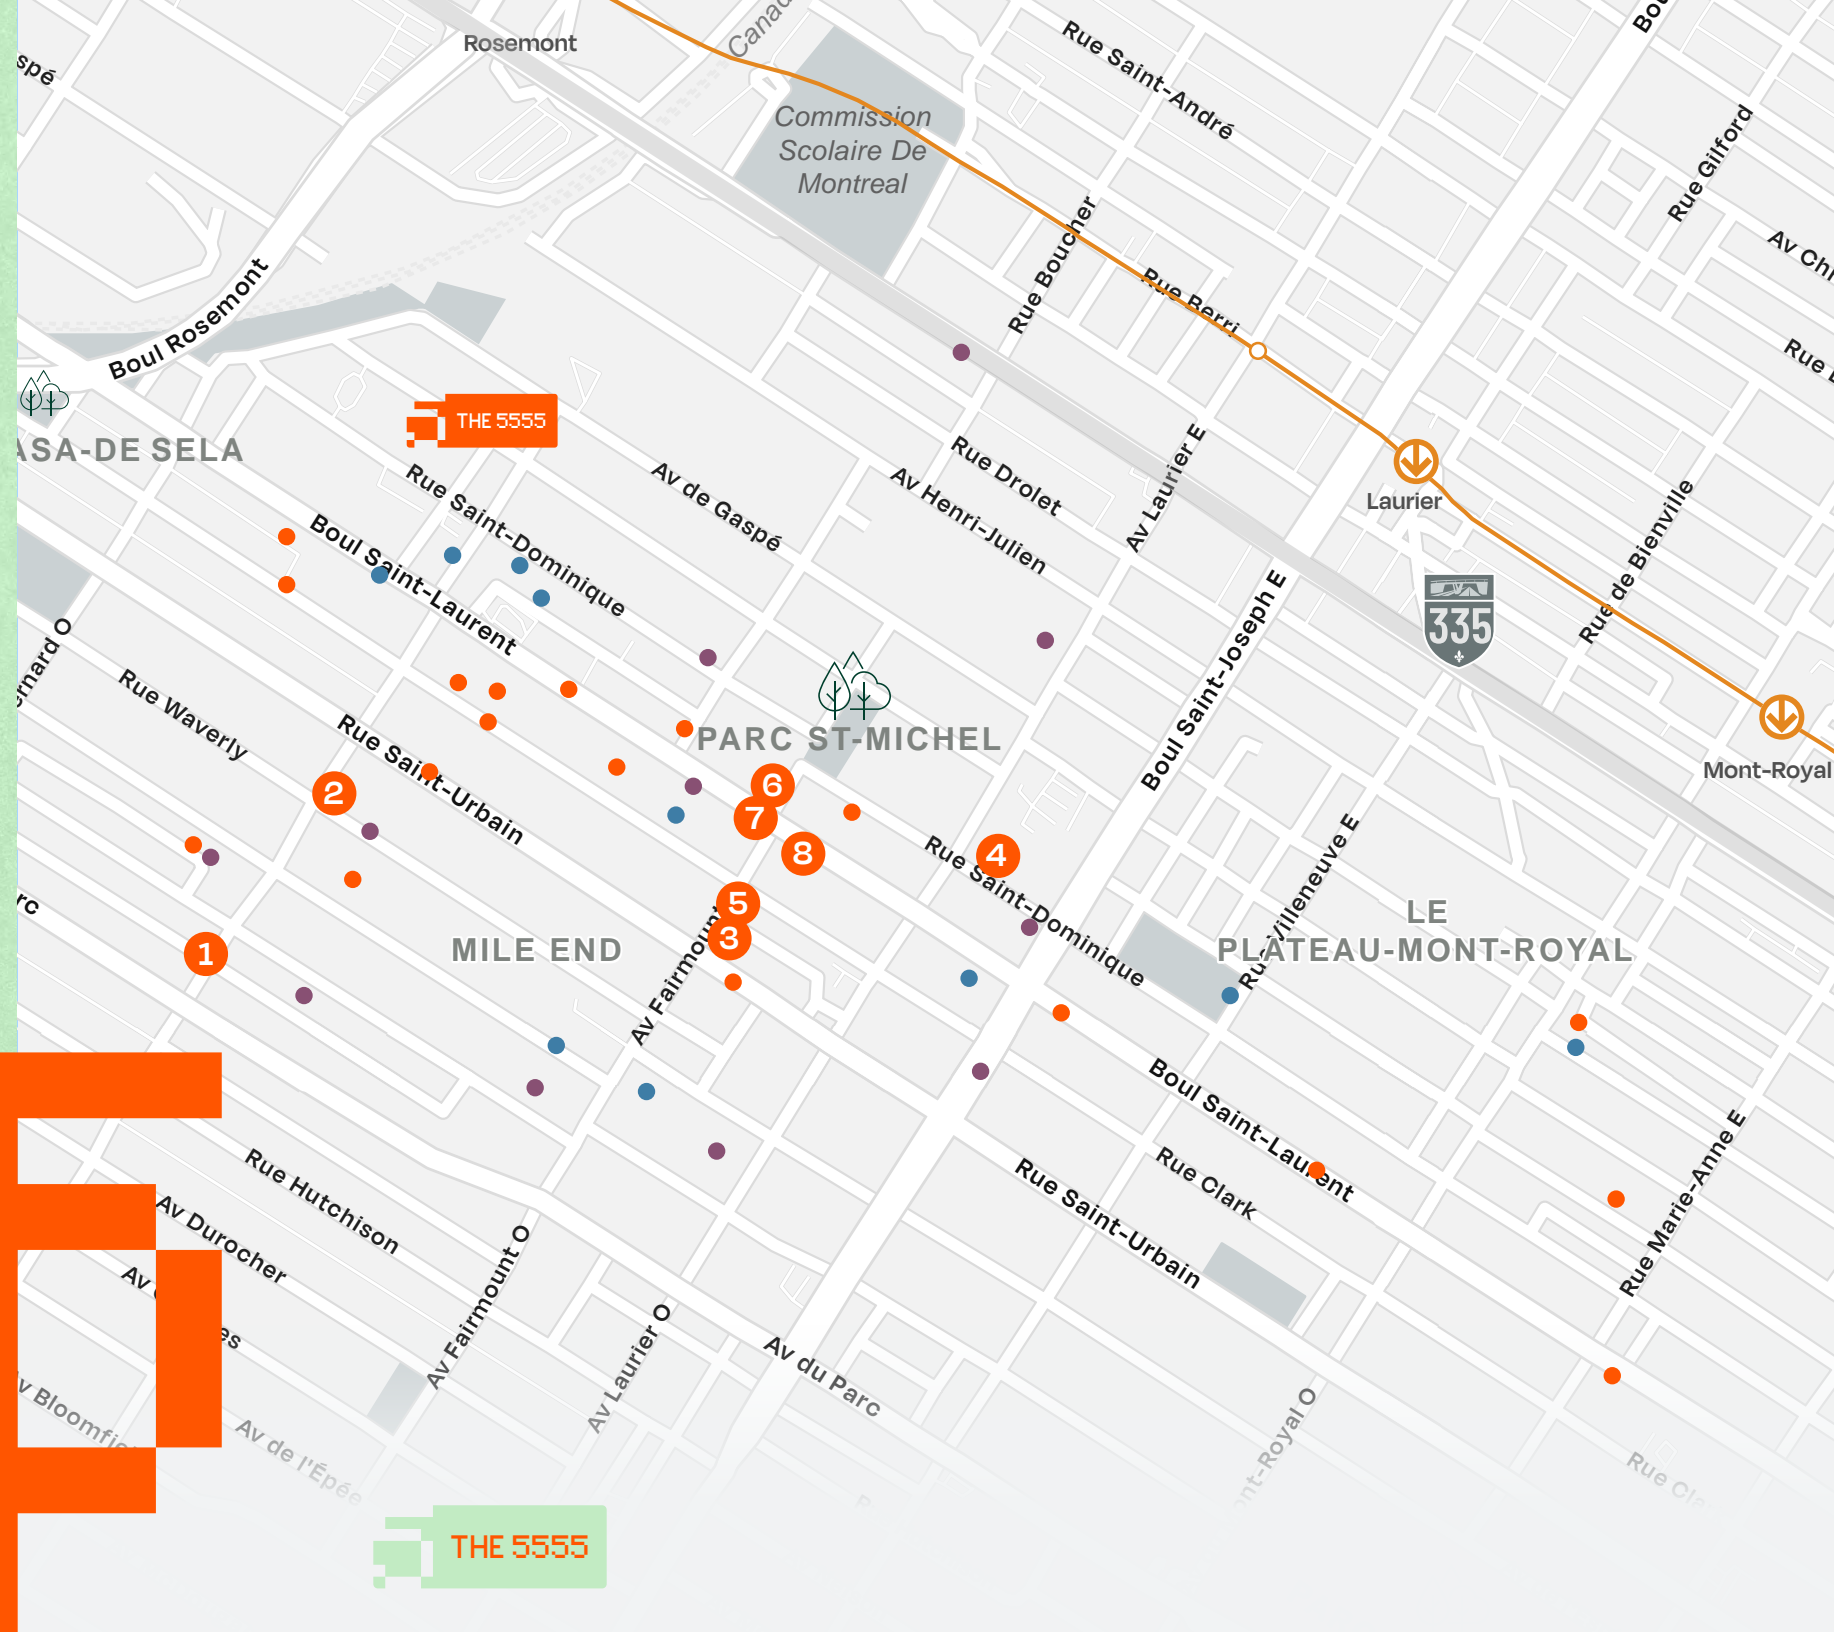 Rosemont
Rue Saint-André
Rue Gilford
Commission
Scolaire De
Montreal
Rue Boucher
Rue Berri
Boul Rosemont
THE 5555
Rue Saint-Dominique
Av de Gaspé
Rue Drolet
Av Henri-Julien
Av Laurier E
Laurier
Boul Saint-Laurent
335
Rue de Bienville
Boul Saint-Joseph E
Rue Waverly
Rue Saint-Urbain
PARC ST-MICHEL
Mont-Royal
2
6
7
8
4
Rue Saint-Dominique
Rue Villeneuve E
5
3
1
MILE END
LE
PLATEAU-MONT-ROYAL
Av Fairmount
Boul Saint-Laurent
Rue Clark
Rue Saint-Urbain
Rue Marie-Anne E
Rue Hutchison
Av Durocher
Av Fairmount O
Av Laurier O
Av du Parc
Av de l'Épée
THE 5555